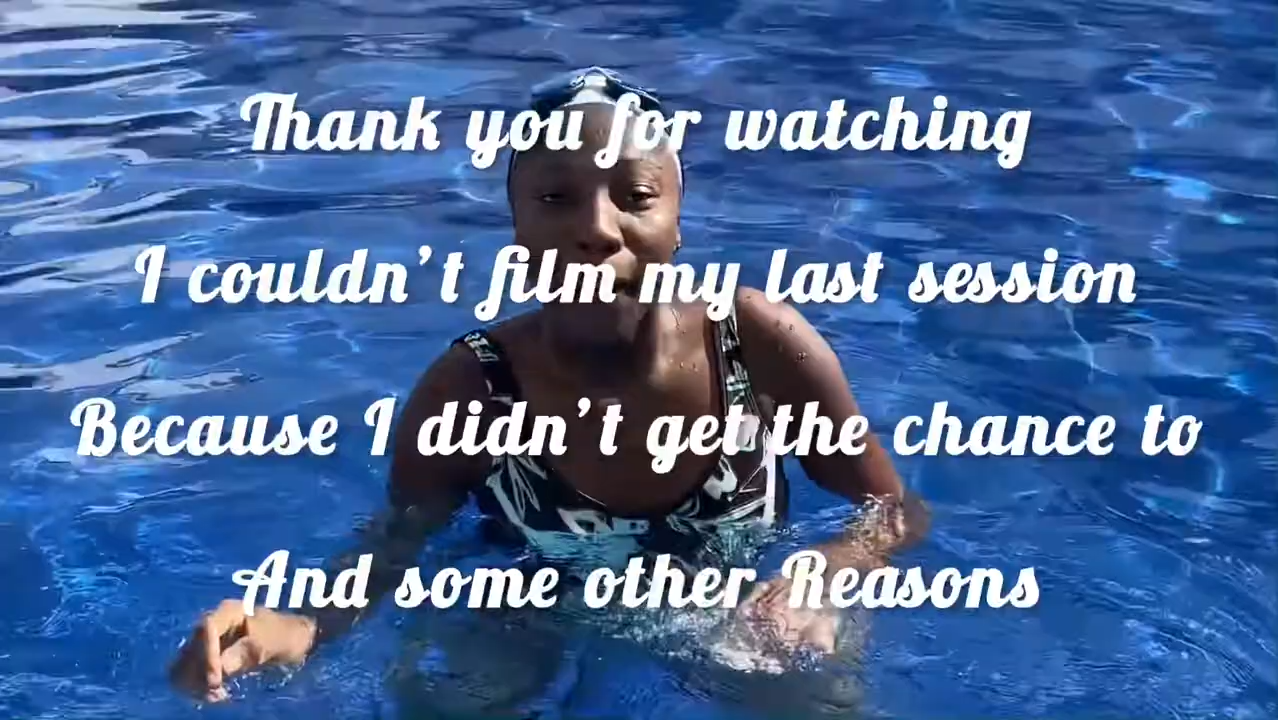 Thank you for watching
I couldn't film my last session
Because I didn't get the chance to
And some other Reasons